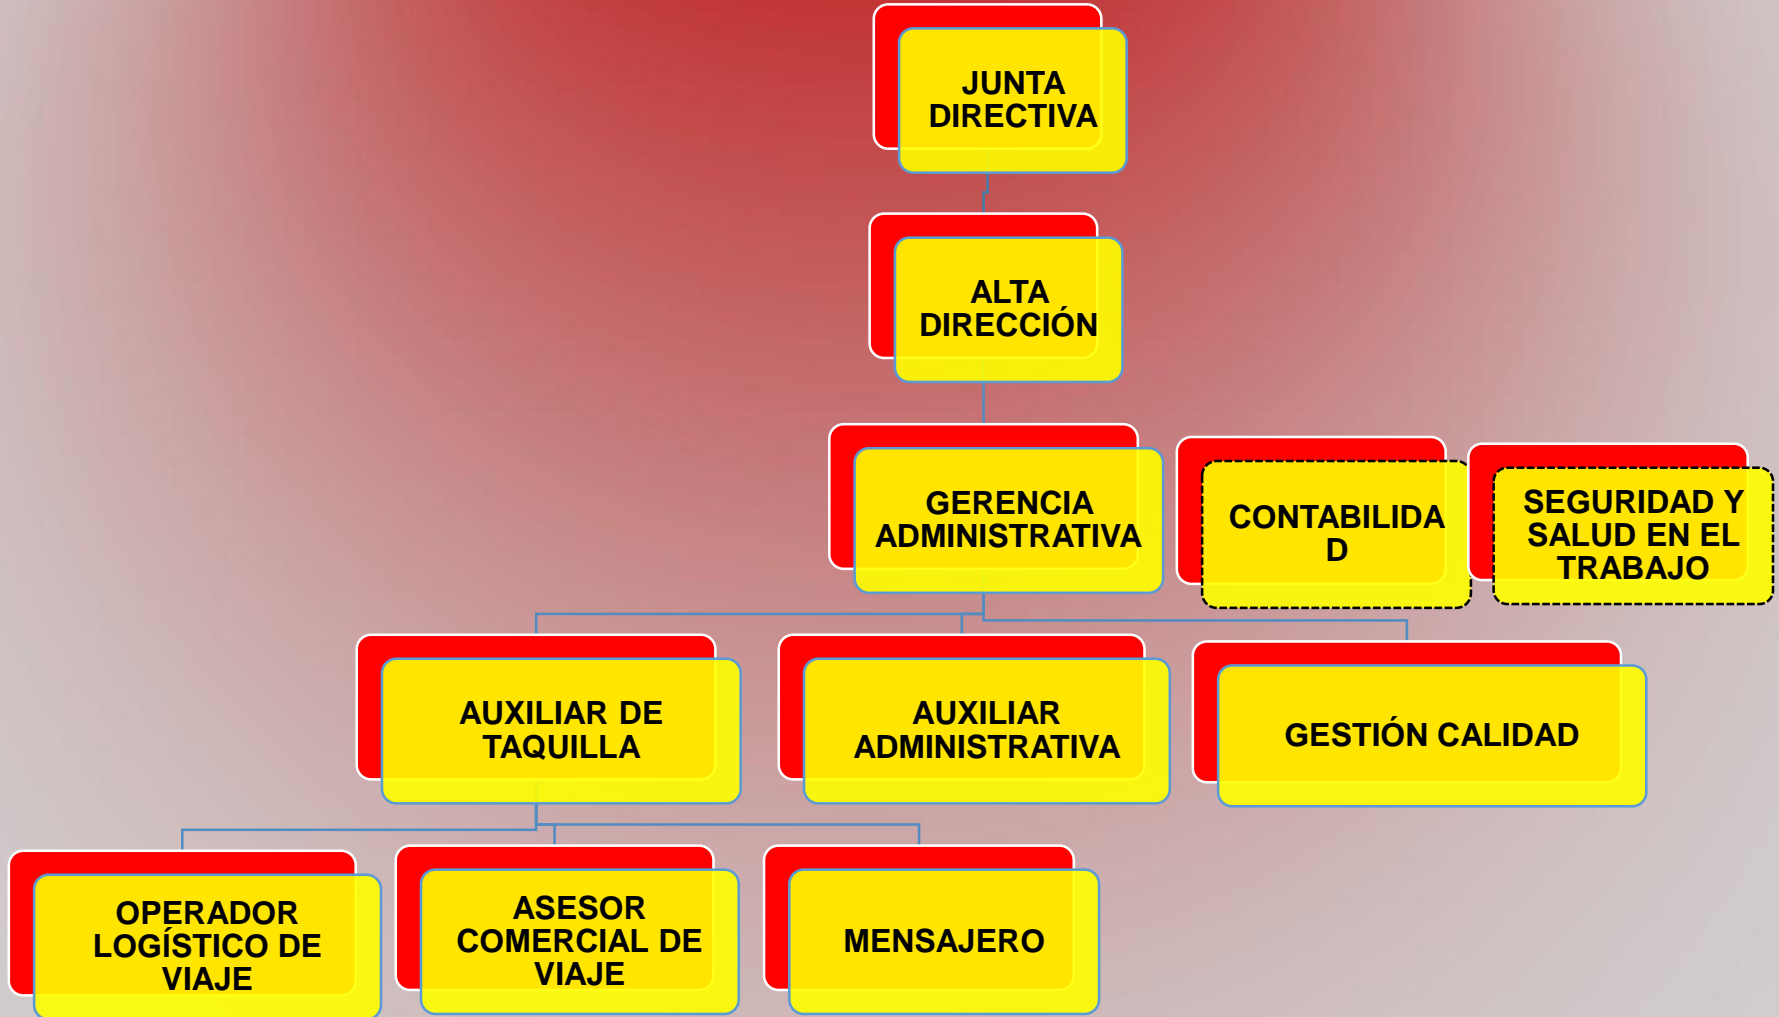 JUNTA
DIRECTIVA
ALTA
DIRECCIÓN
GERENCIA
ADMINISTRATIVA
CONTABILIDA
D
SEGURIDAD Y
SALUD EN EL
TRABAJO
AUXILIAR DE
TAQUILLA
AUXILIAR
ADMINISTRATIVA
GESTIÓN CALIDAD
OPERADOR
LOGÍSTICO DE
VIAJE
ASESOR
COMERCIAL DE
VIAJE
MENSAJERO